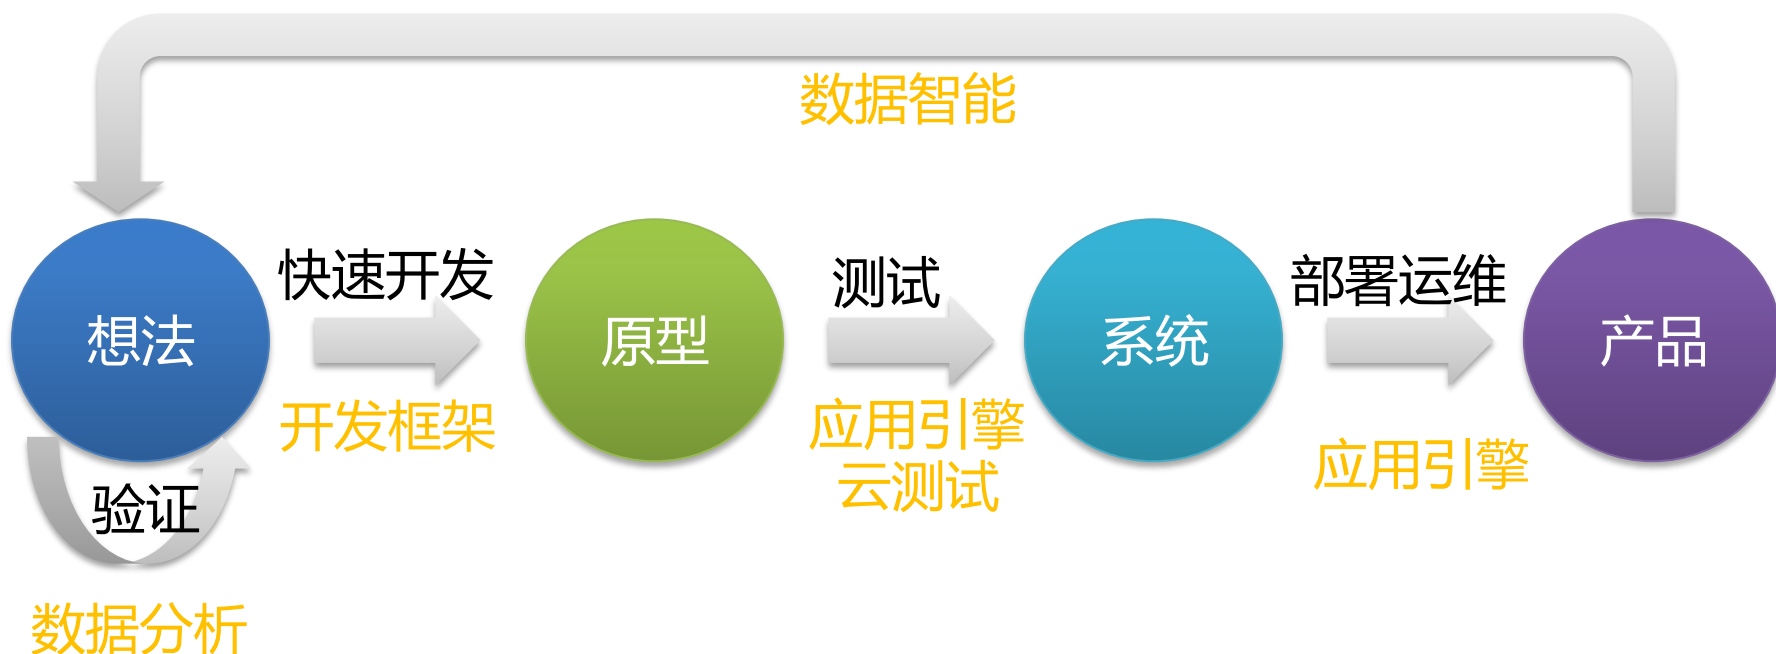 数据智能
快速开发
测试
部署运维
想法
原型
系统
产品
开发框架
应用引擎
云测试
应用引擎
验证
数据分析